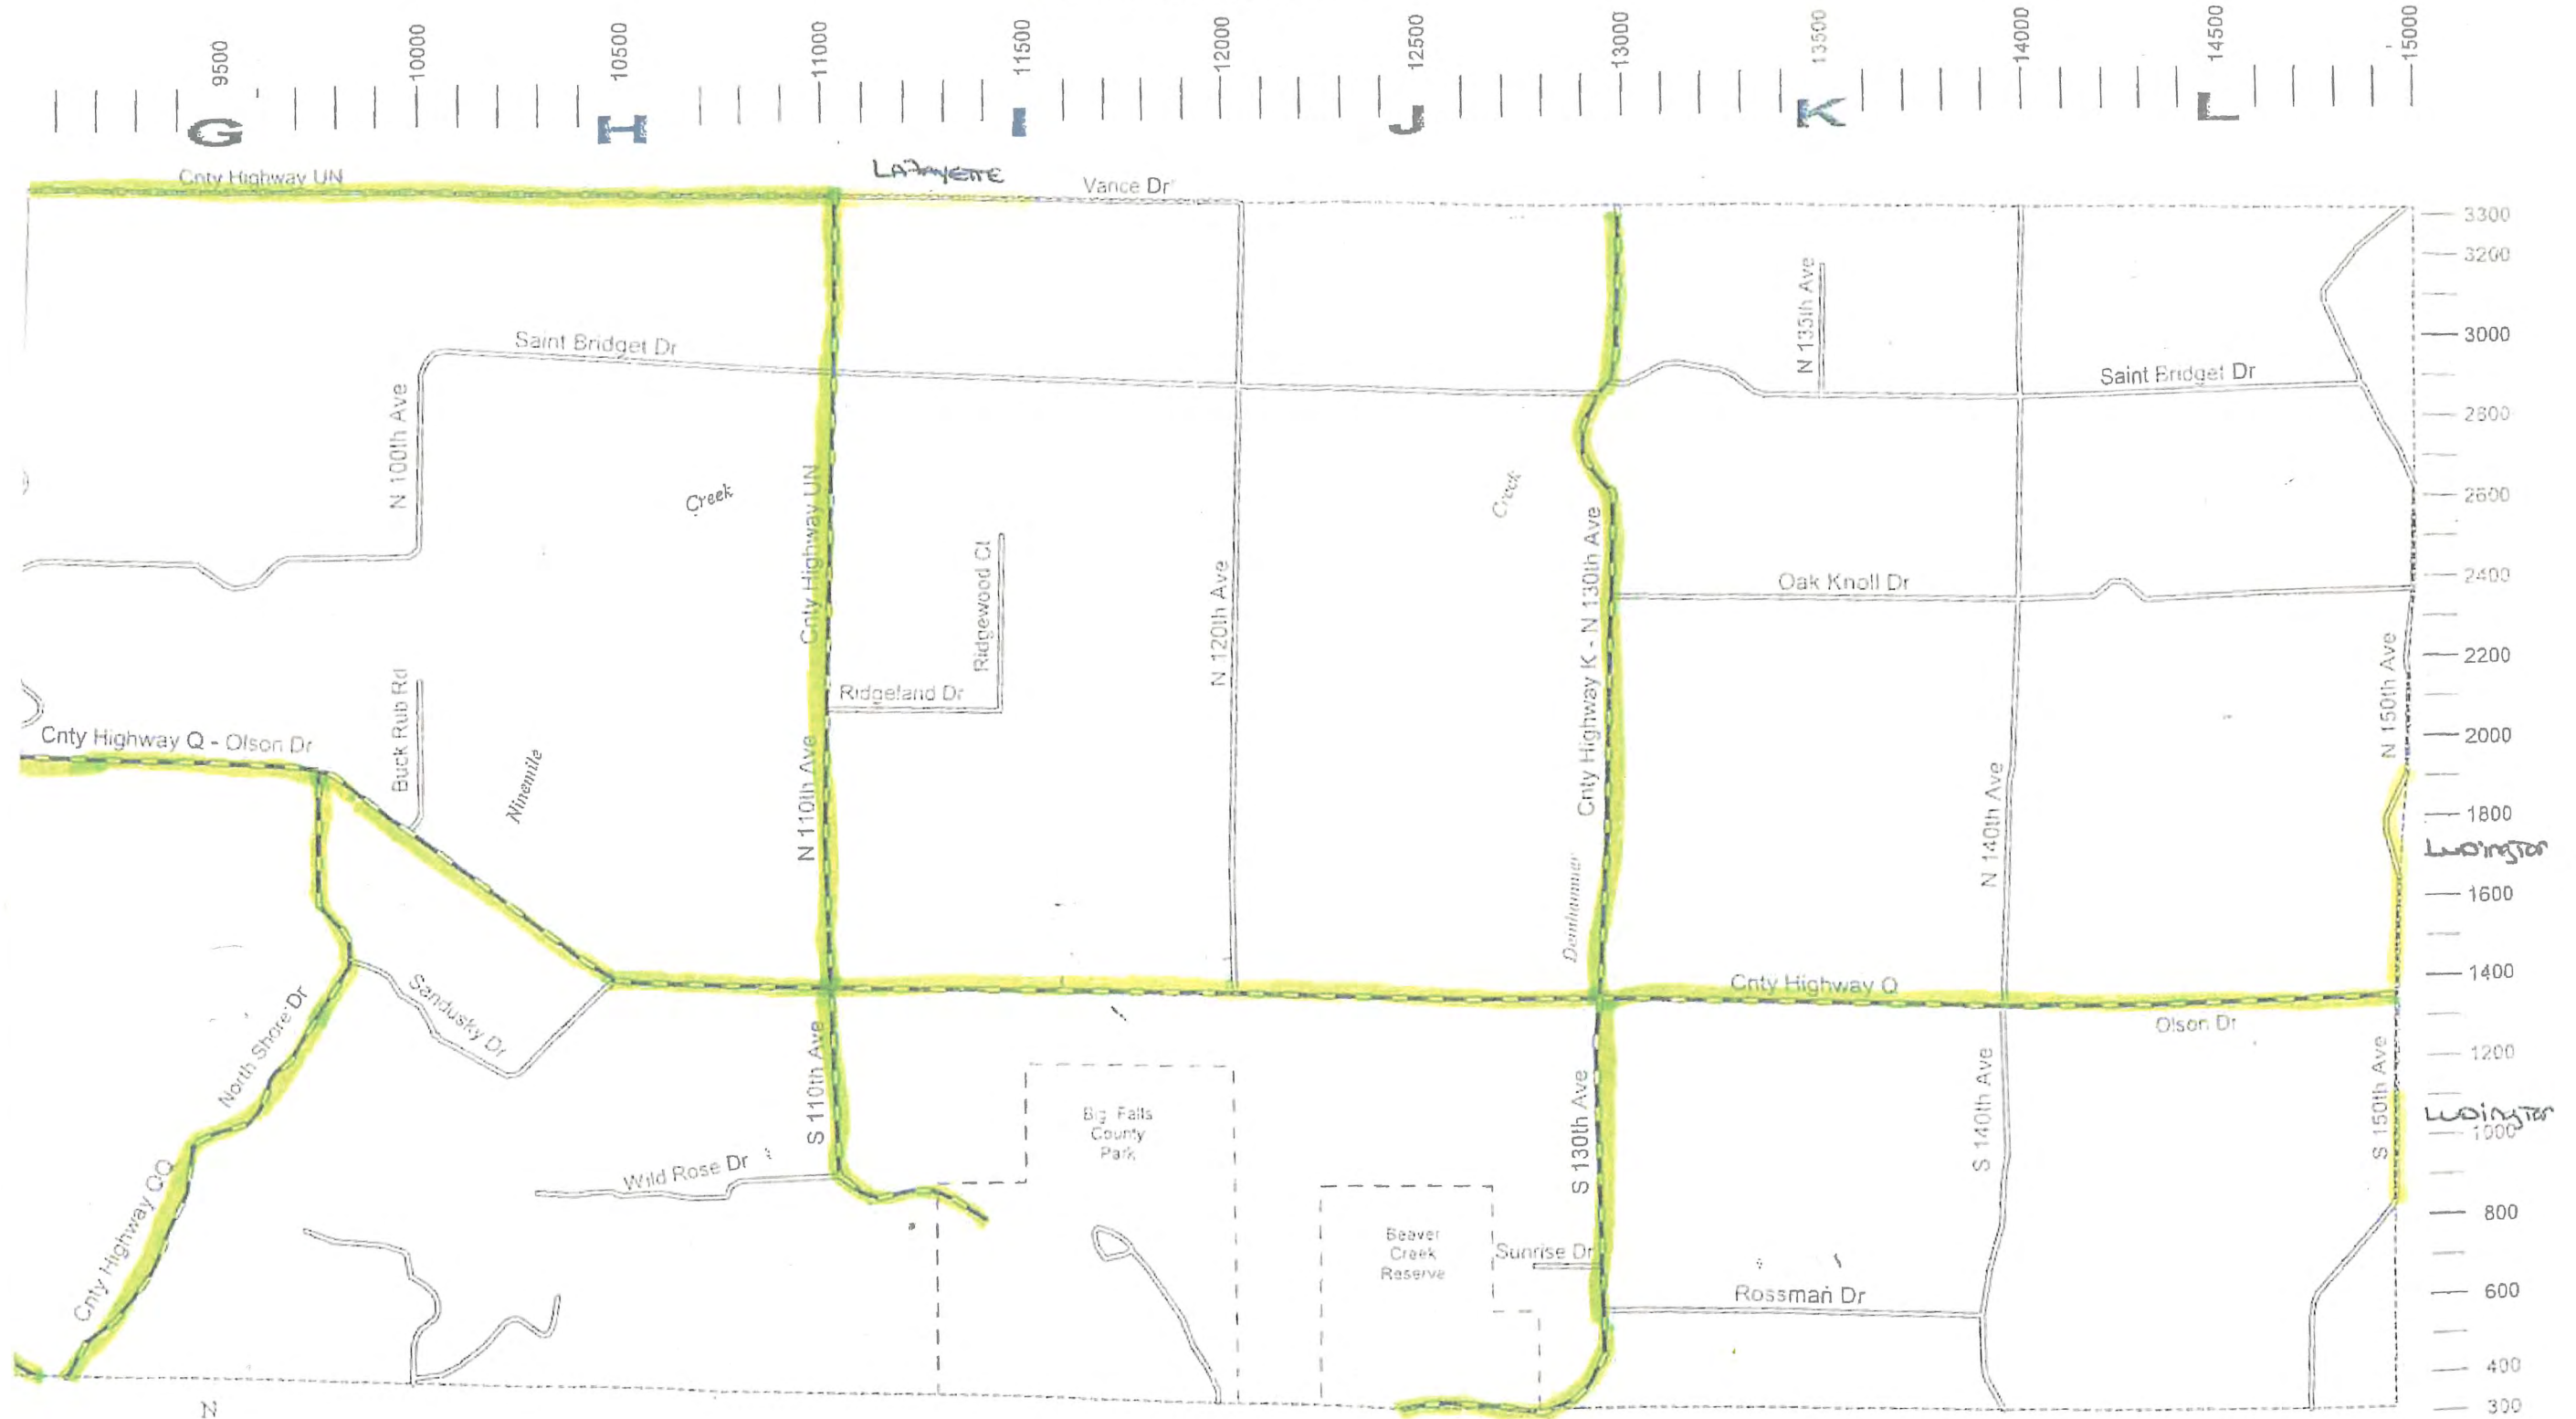 9500
10000
10500
11000
11500
12000
12500
13000
13500
14000
14500
15000
G
H
I
J
K
L
Cnty Highway UN
LAFAYETTE
Vance Dr
3300
3200
3000
2800
2600
2400
2200
2000
1800
Ludington
1600
1400
1200
Ludington
1000
800
600
400
300
Saint Bridget Dr
N 135th Ave
Saint Bridget Dr
N 100th Ave
Creek
Cnty Highway UN
Creek
Ridgewood Ct
N 120th Ave
Cnty Highway K - N 130th Ave
Oak Knoll Dr
N 150th Ave
Buck Rub Rd
Ridgeland Dr
Cnty Highway Q - Olson Dr
Ninemile
N 110th Ave
N 140th Ave
North Shore Dr
Sandusky Dr
Cnty Highway Q
Olson Dr
S 110th Ave
Big Falls
County
Park
S 130th Ave
S 140th Ave
S 150th Ave
Cnty Highway QQ
Wild Rose Dr
Beaver
Creek
Reserve
Sunrise Dr
Rossman Dr
N